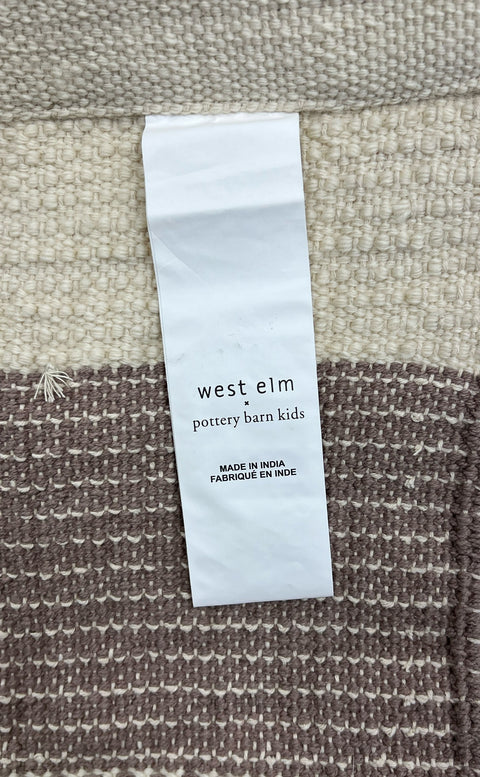 west elm
×
pottery barn kids
MADE IN INDIA
FABRIQUÉ EN INDE